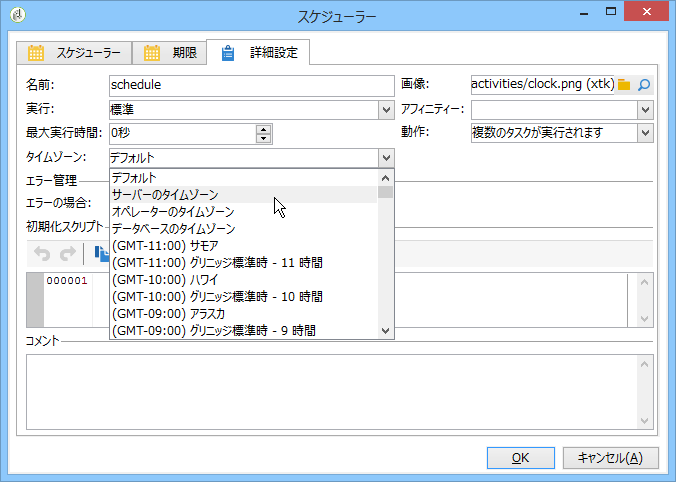 スケジューラー
スケジューラー 期限 詳細設定
名前: schedule 画像: activities/clock.png (xtk)
実行: 標準 アフィニティー:
最大実行時間: 0秒 動作: 複数のタスクが実行されます
タイムゾーン: デフォルト
エラー管理
エラーの場合:
初期化スクリプト
デフォルト
サーバーのタイムゾーン
オペレーターのタイムゾーン
データベースのタイムゾーン
(GMT-11:00) サモア
(GMT-11:00) グリニッジ標準時 - 11 時間
(GMT-10:00) ハワイ
(GMT-10:00) グリニッジ標準時 - 10 時間
(GMT-09:00) アラスカ
(GMT-09:00) グリニッジ標準時 - 9 時間
000001
コメント
OK キャンセル(A)